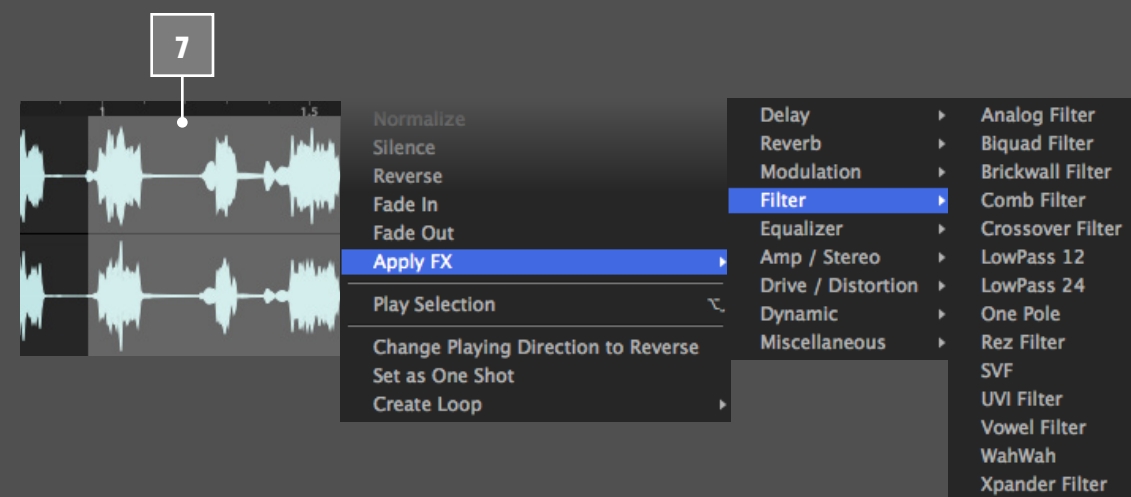 7
1
1.5
Normalize
Silence
Reverse
Fade In
Fade Out
Apply FX
Play Selection ⌥
Change Playing Direction to Reverse
Set as One Shot
Create Loop
Delay
Reverb
Modulation
Filter
Equalizer
Amp / Stereo
Drive / Distortion
Dynamic
Miscellaneous
Analog Filter
Biquad Filter
Brickwall Filter
Comb Filter
Crossover Filter
LowPass 12
LowPass 24
One Pole
Rez Filter
SVF
UVI Filter
Vowel Filter
WahWah
Xpander Filter